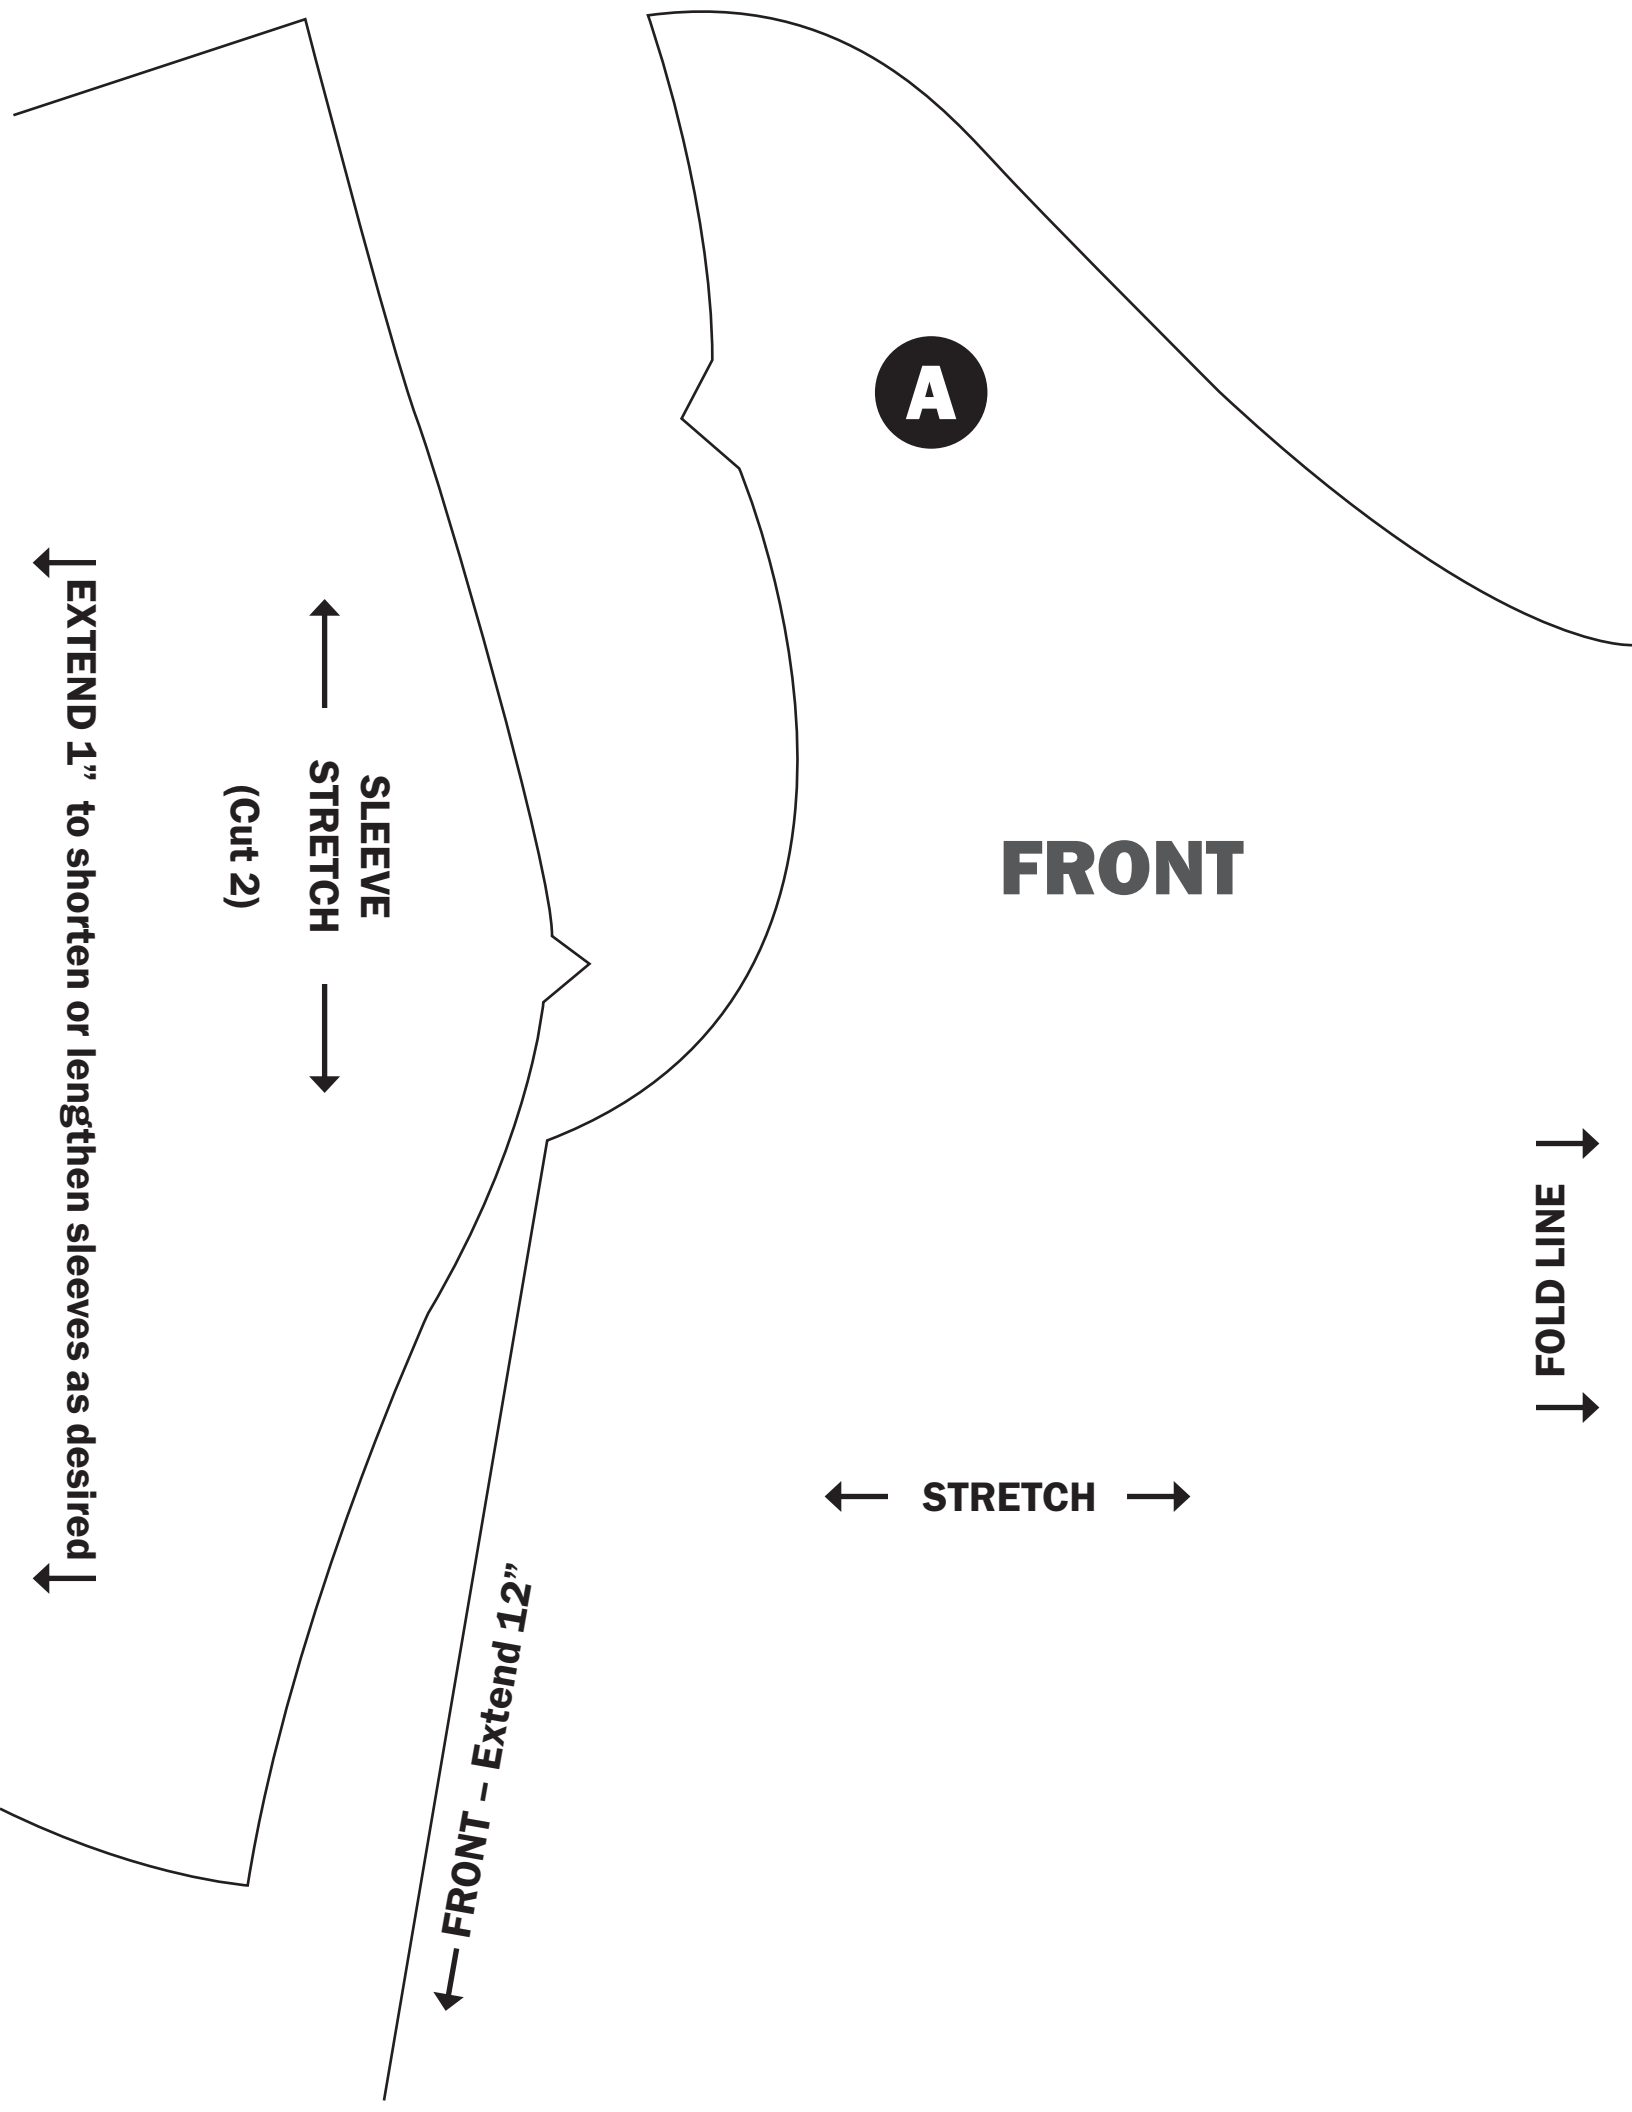 A
FRONT
EXTEND 1” to shorten or lengthen sleeves as desired
SLEEVE
STRETCH
(Cut 2)
FOLD LINE
STRETCH
FRONT – Extend 12”